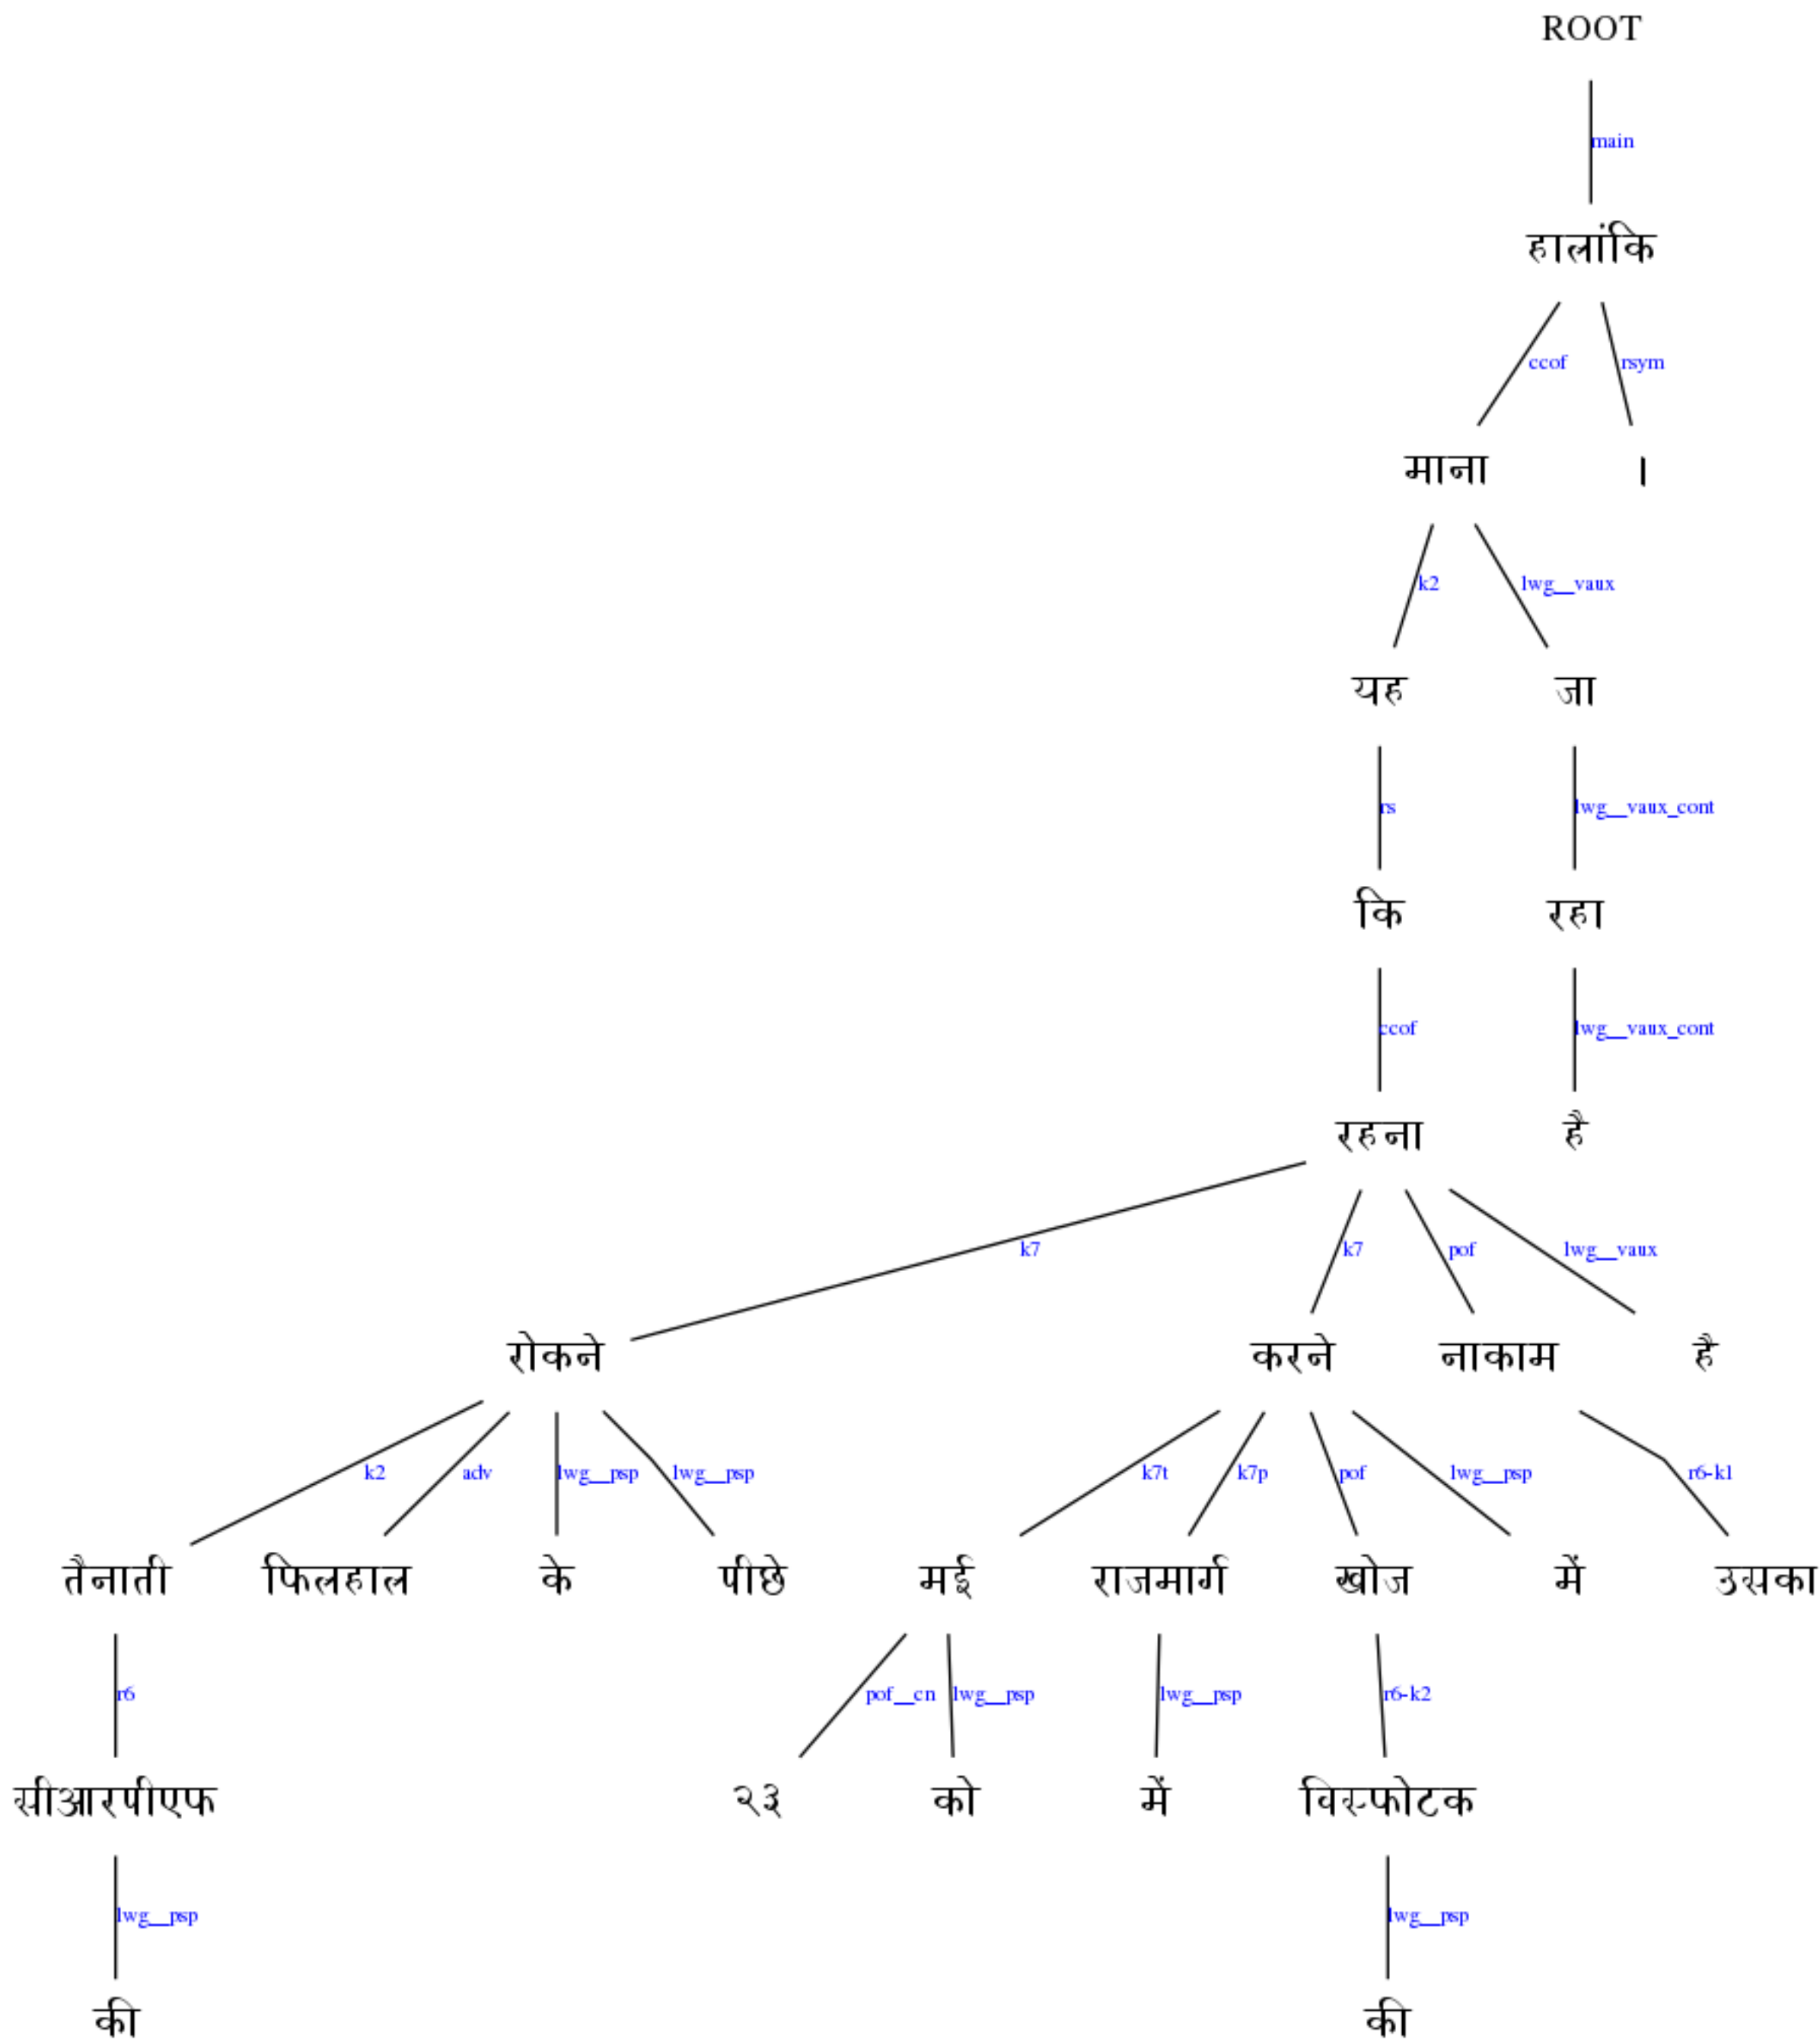 ROOT
main
हालांकि
ccof rsym
माना ।
k2 lwg__vaux
यह जा
rs lwg__vaux_cont
कि रहा
ccof lwg__vaux_cont
रहना है
k7 k7 pof lwg__vaux
रोकने करने नाकाम है
k2 adv lwg__psp lwg__psp k7t k7p pof lwg__psp r6-k1
तैनाती फिलहाल के पीछे मई राजमार्ग खोज में उसका
r6 pof__cn lwg__psp lwg__psp r6-k2
सीआरपीएफ २३ को में विस्फोटक
lwg__psp lwg__psp
की की